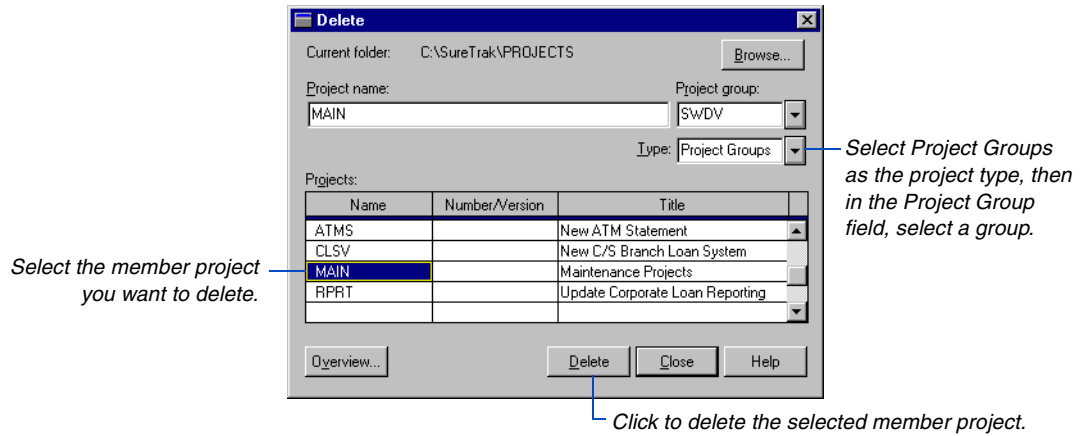 Delete
Current folder: C:\SureTrak\PROJECTS
Browse...
Project name:
Project group:
MAIN
SWDV
Type: Project Groups
Select Project Groups
as the project type, then
in the Project Group
field, select a group.
Projects:
Name Number/Version Title
ATMS New ATM Statement
CLSV New C/S Branch Loan System
MAIN Maintenance Projects
RPRT Update Corporate Loan Reporting
Select the member project
you want to delete.
Overview... Delete Close Help
Click to delete the selected member project.